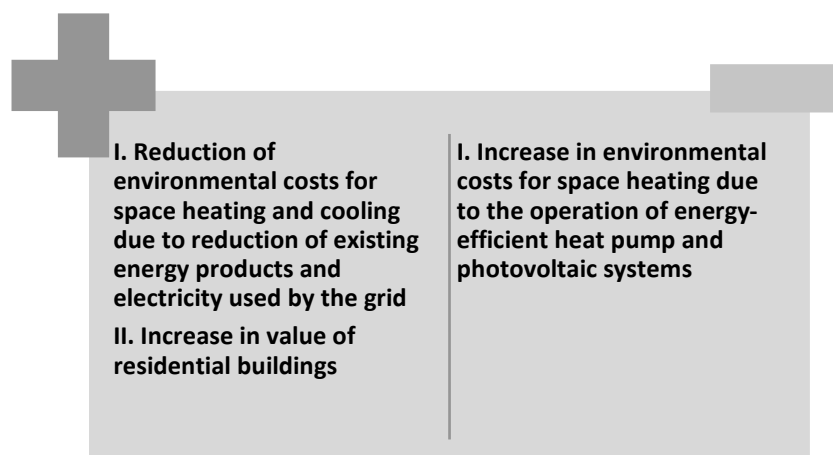 I. Reduction of
environmental costs for
space heating and cooling
due to reduction of existing
energy products and
electricity used by the grid
II. Increase in value of
residential buildings
I. Increase in environmental
costs for space heating due
to the operation of energy-
efficient heat pump and
photovoltaic systems